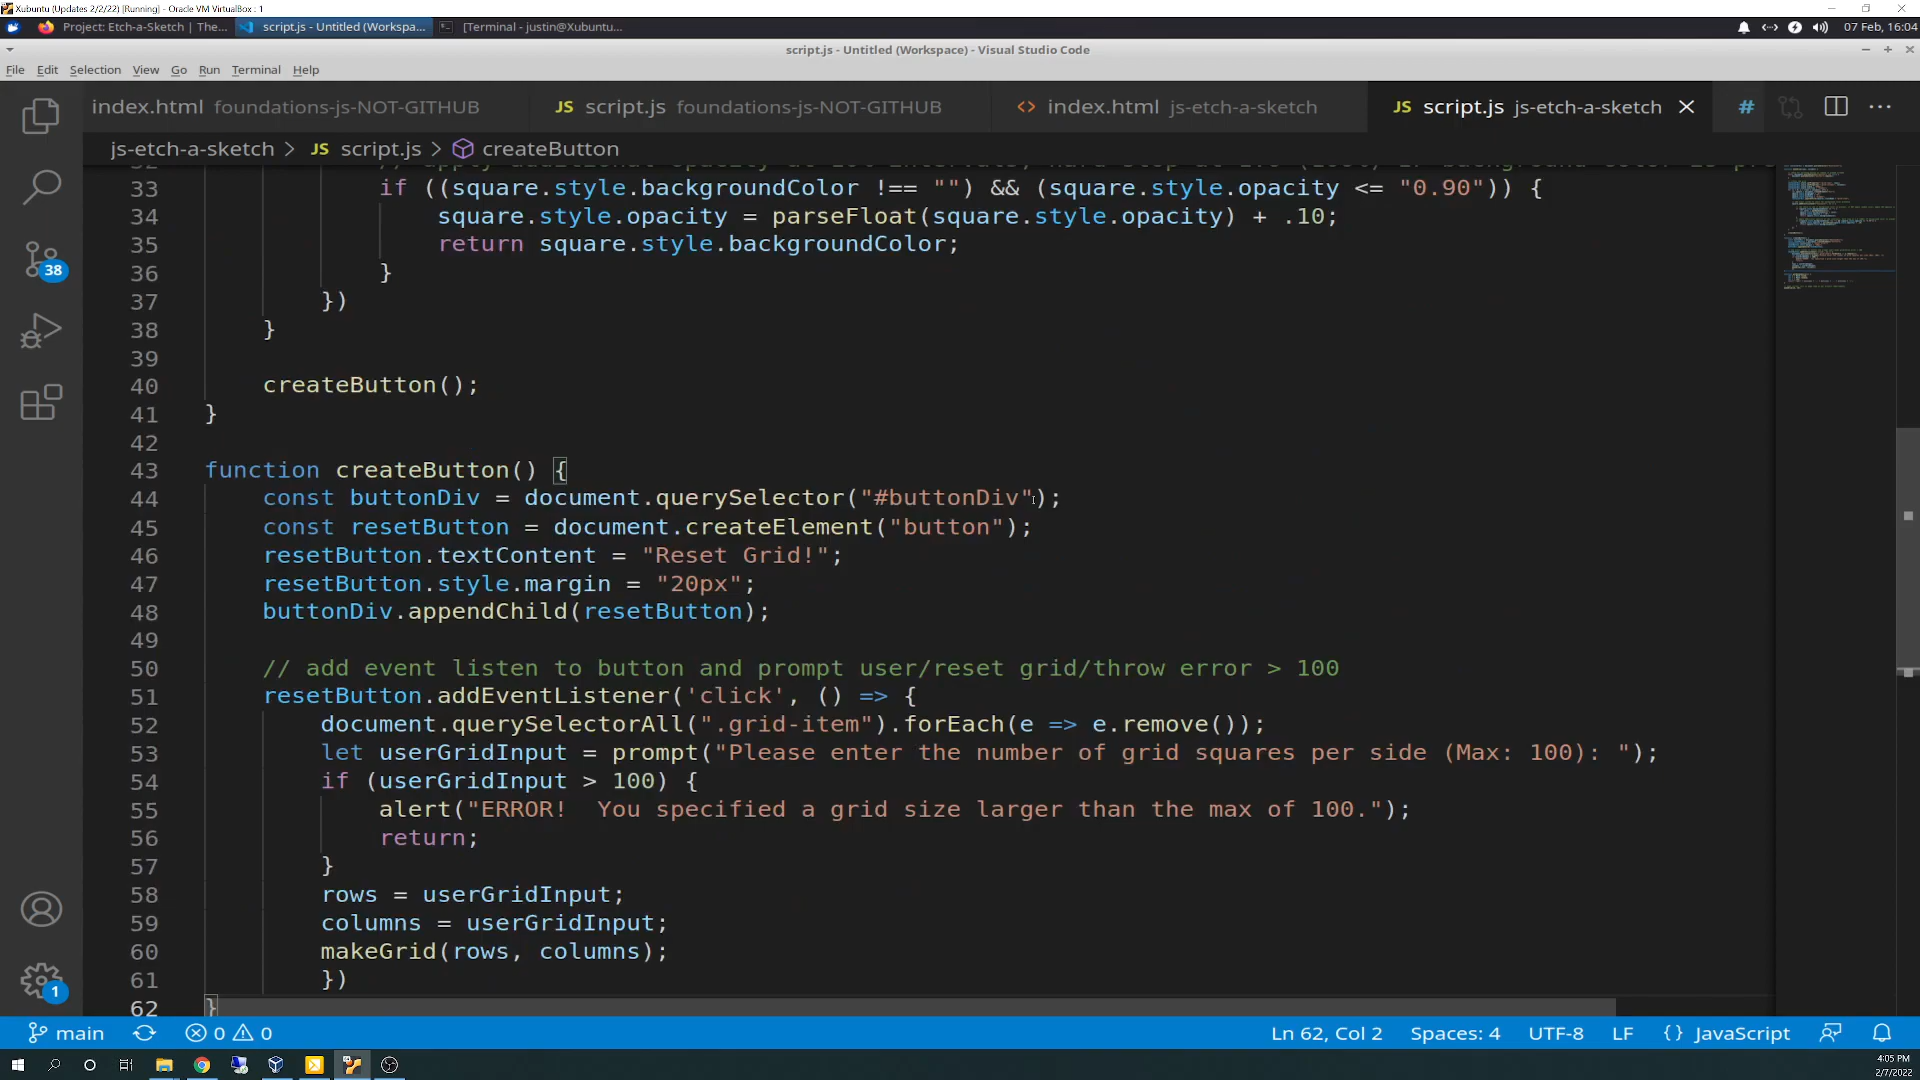 Xubuntu (Updates 2/2/22) [Running] - Oracle VM VirtualBox : 1
Project: Etch-a-Sketch | The...
script.js - Untitled (Workspa...
[Terminal - justin@Xubuntu...
07 Feb, 16:04
script.js - Untitled (Workspace) - Visual Studio Code
File Edit Selection View Go Run Terminal Help
index.html foundations-js-NOT-GITHUB
JS script.js foundations-js-NOT-GITHUB
<> index.html js-etch-a-sketch
JS script.js js-etch-a-sketch
#
js-etch-a-sketch > JS script.js > createButton
33 if ((square.style.backgroundColor !== "") && (square.style.opacity <= "0.90")) {
34 square.style.opacity = parseFloat(square.style.opacity) + .10;
35 return square.style.backgroundColor;
36 }
37 })
38 }
39
40 createButton();
41 }
42
43 function createButton() {
44 const buttonDiv = document.querySelector("#buttonDiv");
45 const resetButton = document.createElement("button");
46 resetButton.textContent = "Reset Grid!";
47 resetButton.style.margin = "20px";
48 buttonDiv.appendChild(resetButton);
49
50 // add event listen to button and prompt user/reset grid/throw error > 100
51 resetButton.addEventListener('click', () => {
52 document.querySelectorAll(".grid-item").forEach(e => e.remove());
53 let userGridInput = prompt("Please enter the number of grid squares per side (Max: 100): ");
54 if (userGridInput > 100) {
55 alert("ERROR!  You specified a grid size larger than the max of 100.");
56 return;
57 }
58 rows = userGridInput;
59 columns = userGridInput;
60 makeGrid(rows, columns);
61 })
62 }
38
1
main 0 0
Ln 62, Col 2 Spaces: 4 UTF-8 LF {} JavaScript
4:05 PM
2/7/2022